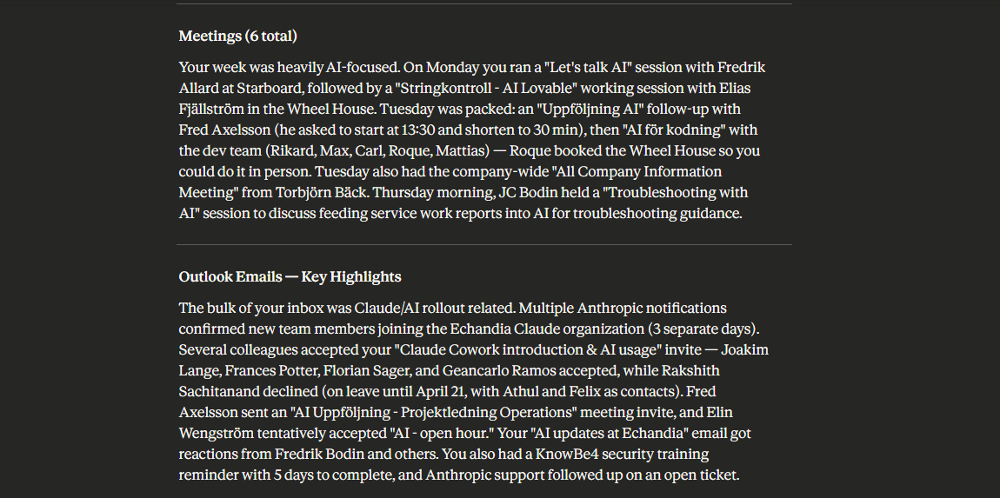 Meetings (6 total)
Your week was heavily AI-focused. On Monday you ran a "Let's talk AI" session with Fredrik
Allard at Starboard, followed by a "Stringkontroll - AI Lovable" working session with Elias
Fjällström in the Wheel House. Tuesday was packed: an "Uppföljning AI" follow-up with
Fred Axelsson (he asked to start at 13:30 and shorten to 30 min), then "AI för kodning" with
the dev team (Rikard, Max, Carl, Roque, Mattias) — Roque booked the Wheel House so you
could do it in person. Tuesday also had the company-wide "All Company Information
Meeting" from Torbjörn Bäck. Thursday morning, JC Bodin held a "Troubleshooting with
AI" session to discuss feeding service work reports into AI for troubleshooting guidance.
Outlook Emails — Key Highlights
The bulk of your inbox was Claude/AI rollout related. Multiple Anthropic notifications
confirmed new team members joining the Echandia Claude organization (3 separate days).
Several colleagues accepted your "Claude Cowork introduction & AI usage" invite — Joakim
Lange, Frances Potter, Florian Sager, and Geancarlo Ramos accepted, while Rakshith
Sachitanand declined (on leave until April 21, with Athul and Felix as contacts). Fred
Axelsson sent an "AI Uppföljning - Projektledning Operations" meeting invite, and Elin
Wengström tentatively accepted "AI - open hour." Your "AI updates at Echandia" email got
reactions from Fredrik Bodin and others. You also had a KnowBe4 security training
reminder with 5 days to complete, and Anthropic support followed up on an open ticket.